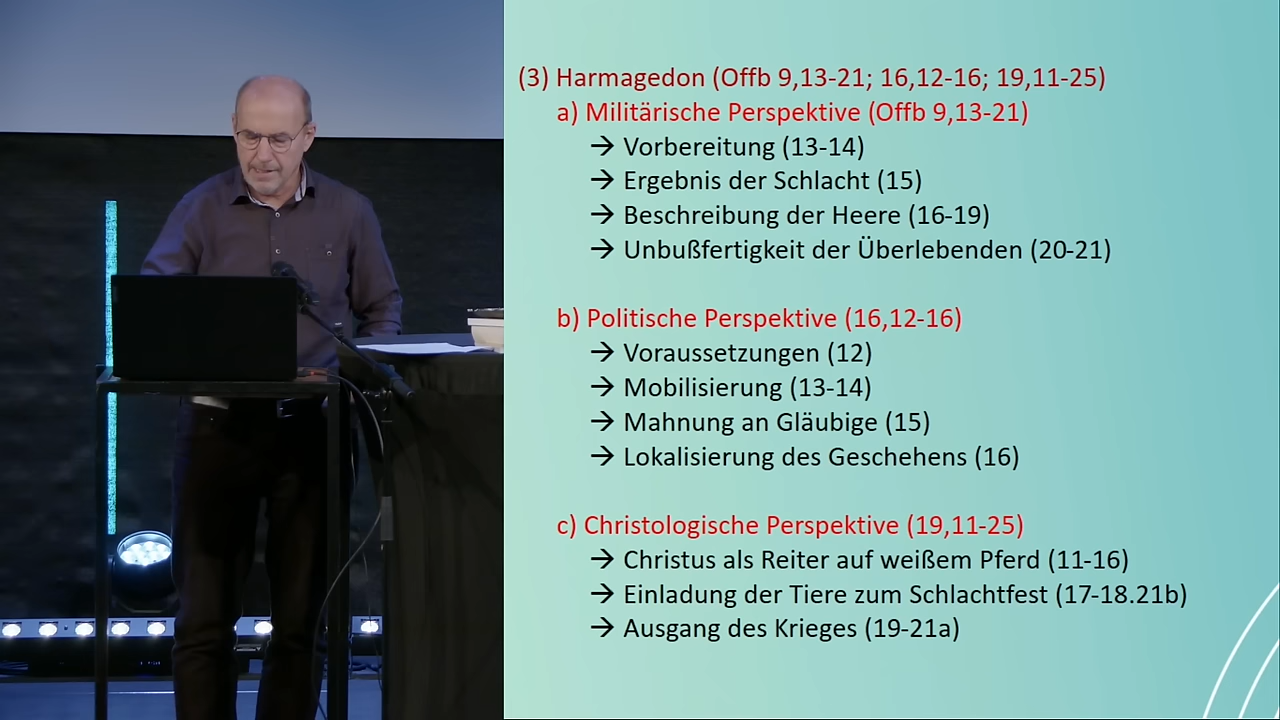 (3) Harmagedon (Offb 9,13-21; 16,12-16; 19,11-25)
a) Militärische Perspektive (Offb 9,13-21)
→ Vorbereitung (13-14)
→ Ergebnis der Schlacht (15)
→ Beschreibung der Heere (16-19)
→ Unbußfertigkeit der Überlebenden (20-21)
b) Politische Perspektive (16,12-16)
→ Voraussetzungen (12)
→ Mobilisierung (13-14)
→ Mahnung an Gläubige (15)
→ Lokalisierung des Geschehens (16)
c) Christologische Perspektive (19,11-25)
→ Christus als Reiter auf weißem Pferd (11-16)
→ Einladung der Tiere zum Schlachtfest (17-18.21b)
→ Ausgang des Krieges (19-21a)